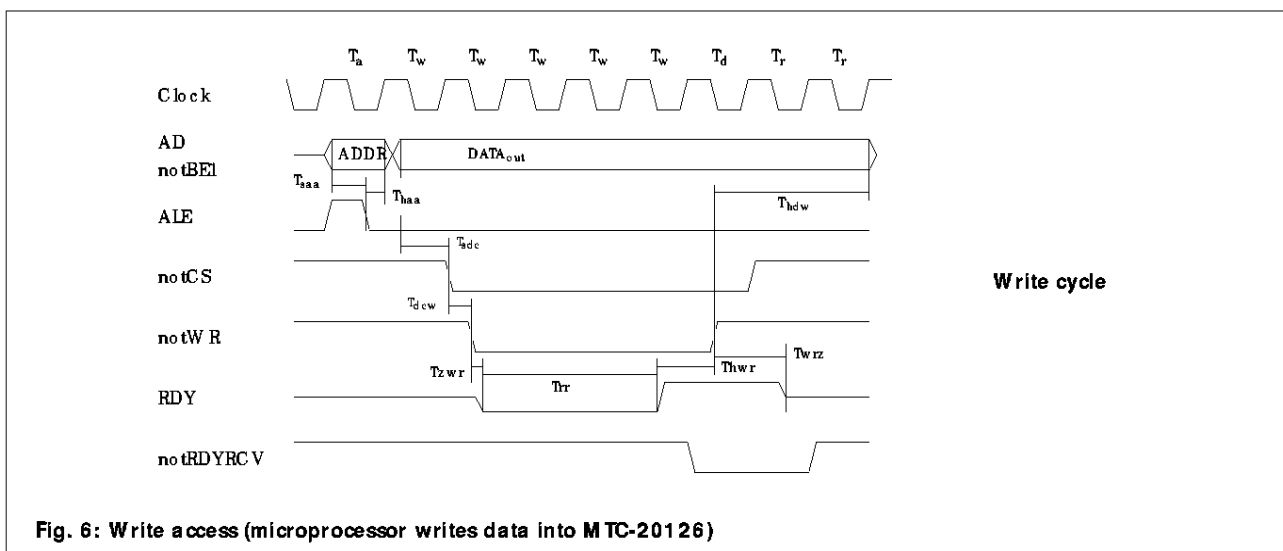 Ta Tw Tw Tw Tw Tw Td Tr Tr
Clock
AD
notBE1
ADDR
DATAout
Tsaa
Thaa
Thdw
ALE
Tsdc
notCS
Write cycle
Tdcw
notWR
Tzwr
Trr
Thwr
Twrz
RDY
notRDYRCV
Fig. 6: Write access (microprocessor writes data into MTC-20126)